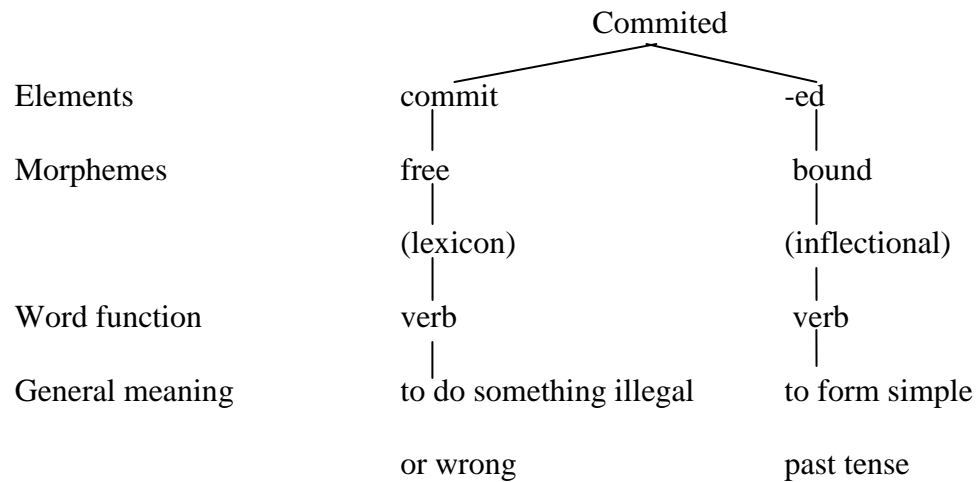 Commited
Elements commit -ed
Morphemes free bound
(lexicon) (inflectional)
Word function verb verb
General meaning to do something illegal to form simple
or wrong past tense